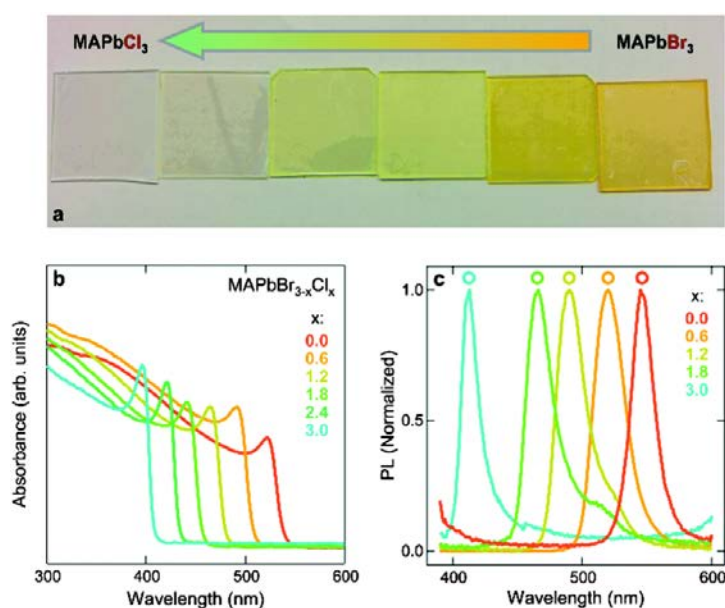 MAPbCl3
MAPbBr3
a
b
MAPbBr3-xClx
x:
0.0
0.6
1.2
1.8
2.4
3.0
Absorbance (arb. units)
300
400
500
600
Wavelength (nm)
c
x:
0.0
0.6
1.2
1.8
3.0
PL (Normalized)
1.0
0.5
0.0
400
500
600
Wavelength (nm)